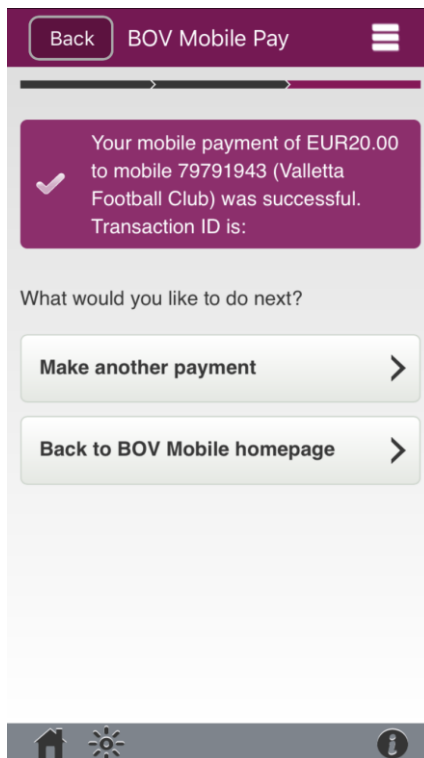 Back
BOV Mobile Pay
Your mobile payment of EUR20.00
to mobile 79791943 (Valletta
Football Club) was successful.
Transaction ID is:
What would you like to do next?
Make another payment
Back to BOV Mobile homepage